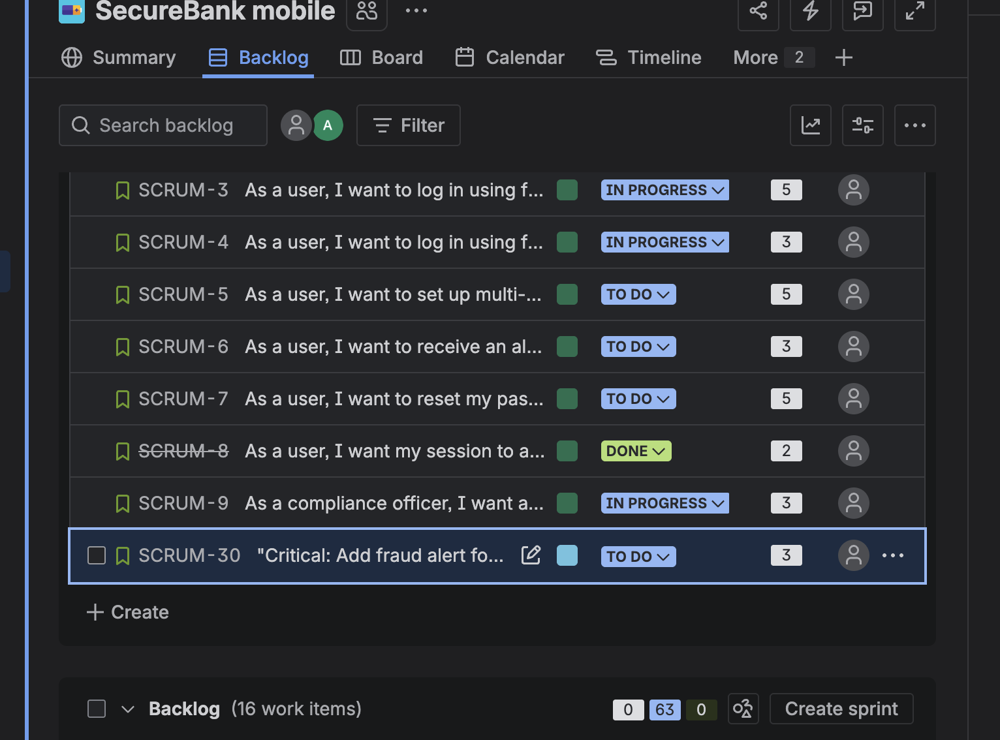 SecureBank mobile
Summary Backlog Board Calendar Timeline More 2
Search backlog A Filter
SCRUM-3 As a user, I want to log in using f... IN PROGRESS 5
SCRUM-4 As a user, I want to log in using f... IN PROGRESS 3
SCRUM-5 As a user, I want to set up multi-... TO DO 5
SCRUM-6 As a user, I want to receive an al... TO DO 3
SCRUM-7 As a user, I want to reset my pas... TO DO 5
SCRUM-8 As a user, I want my session to a... DONE 2
SCRUM-9 As a compliance officer, I want a... IN PROGRESS 3
SCRUM-30 "Critical: Add fraud alert fo... TO DO 3
Create
Backlog (16 work items) 0 63 0 Create sprint